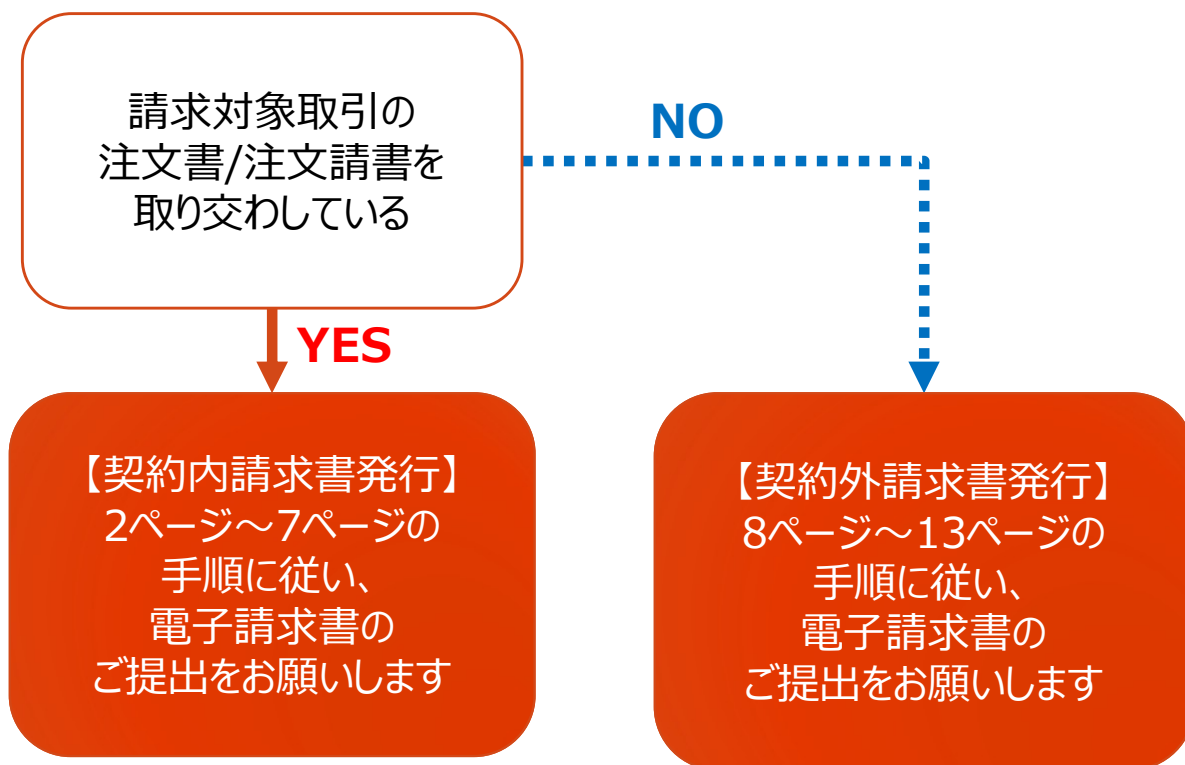 請求対象取引の
注文書/注文請書を
取り交わしている
NO
YES
【契約内請求書発行】
2ページ～7ページの
手順に従い、
電子請求書の
ご提出をお願いします
【契約外請求書発行】
8ページ～13ページの
手順に従い、
電子請求書の
ご提出をお願いします